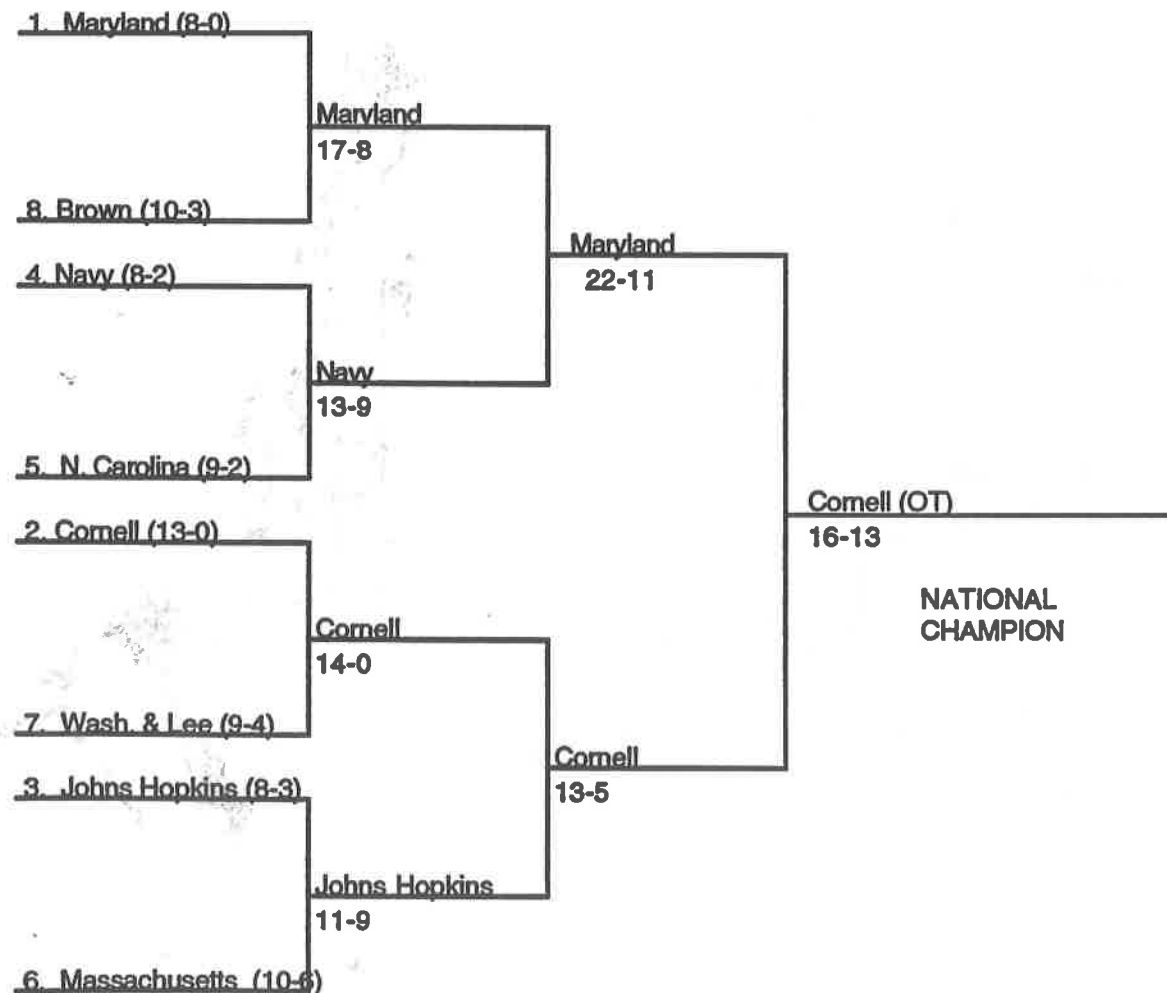 1. Maryland (8-0)
Maryland
17-8
8. Brown (10-3)
Maryland
22-11
4. Navy (8-2)
Navy
13-9
5. N. Carolina (9-2)
Cornell (OT)
16-13
2. Cornell (13-0)
NATIONAL
CHAMPION
Cornell
14-0
7. Wash. & Lee (9-4)
Cornell
13-5
3. Johns Hopkins (8-3)
Johns Hopkins
11-9
6. Massachusetts (10-6)